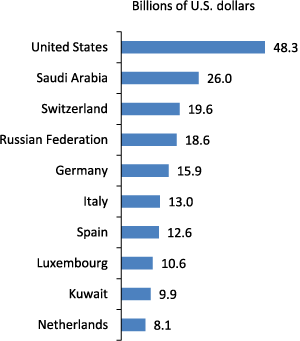 Billions of U.S. dollars
United States 48.3
Saudi Arabia 26.0
Switzerland 19.6
Russian Federation 18.6
Germany 15.9
Italy 13.0
Spain 12.6
Luxembourg 10.6
Kuwait 9.9
Netherlands 8.1